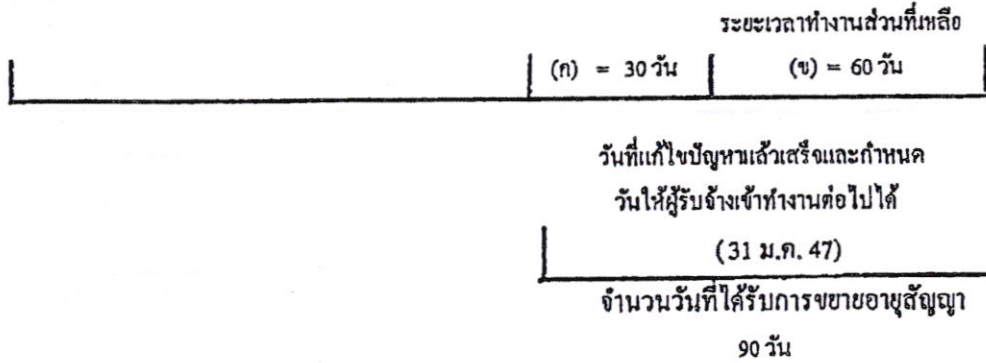 ระยะเวลาทำงานส่วนที่เหลือ
(ก) = 30 วัน (ข) = 60 วัน
วันที่แก้ไขปัญหาแล้วเสร็จและกำหนด
วันให้ผู้รับจ้างเข้าทำงานต่อไปได้
(31 ม.ค. 47)
จำนวนวันที่ได้รับการขยายอายุสัญญา
90 วัน